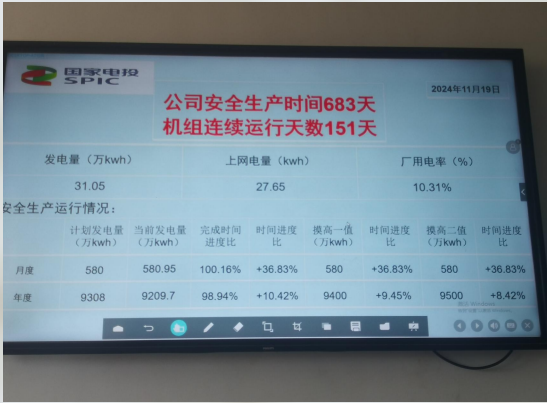 国家电投
SPIC
2024年11月19日
公司安全生产时间683天
机组连续运行天数151天
发电量（万kwh） 上网电量（kwh） 厂用电率（%）
31.05 27.65 10.31%
安全生产运行情况：
计划发电量（万kwh） 当前发电量（万kwh） 完成时间进度比 时间进度比 摸高一值（万kwh） 时间进度比 摸高二值（万kwh） 时间进度比
月度 580 580.95 100.16% +36.83% 580 +36.83% 580 +36.83%
年度 9308 9209.7 98.94% +10.42% 9400 +9.45% 9500 +8.42%